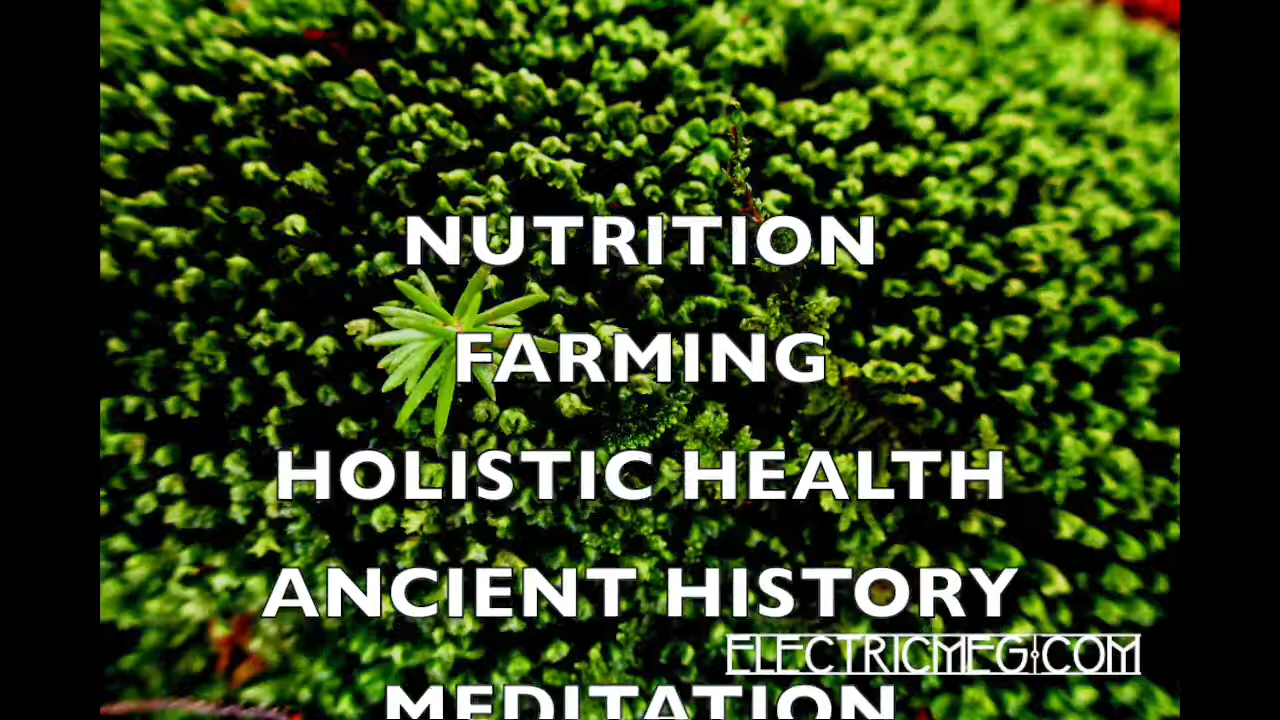 NUTRITION
FARMING
HOLISTIC HEALTH
ANCIENT HISTORY
ELECTRICMEG.COM
MEDITATION